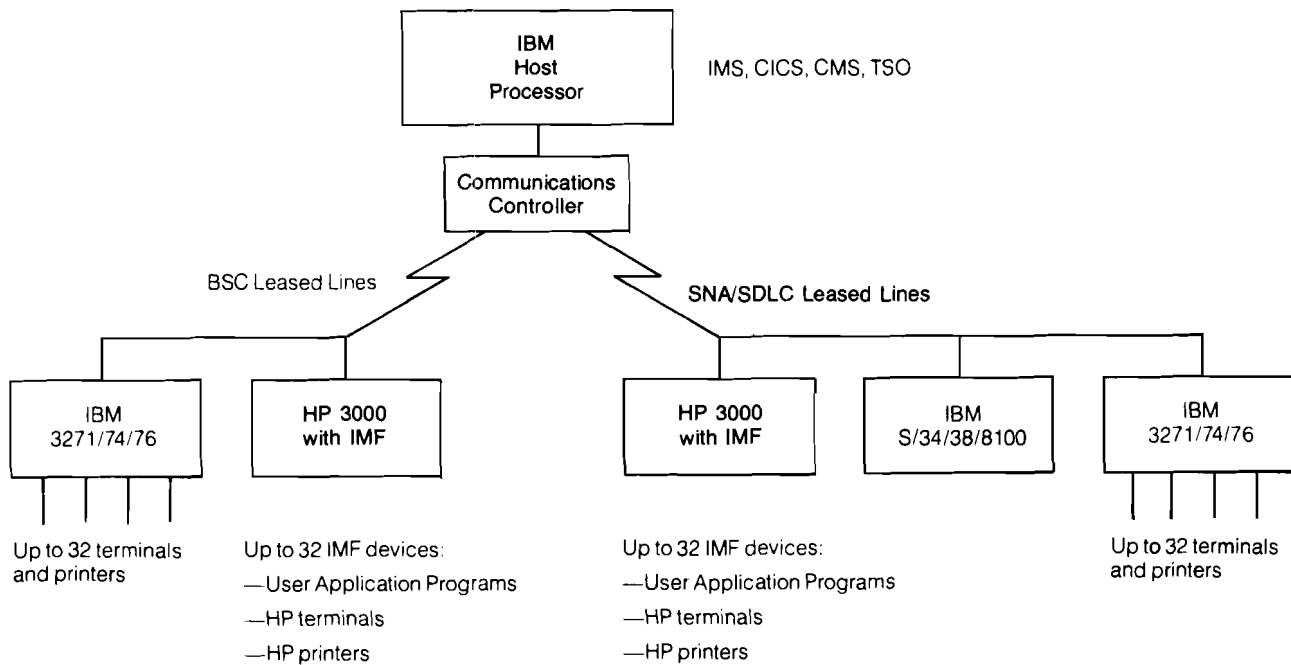 IBM
Host
Processor
IMS, CICS, CMS, TSO
Communications
Controller
BSC Leased Lines
SNA/SDLC Leased Lines
IBM
3271/74/76
HP 3000
with IMF
HP 3000
with IMF
IBM
S/34/38/8100
IBM
3271/74/76
Up to 32 terminals
and printers
Up to 32 IMF devices:
—User Application Programs
—HP terminals
—HP printers
Up to 32 IMF devices:
—User Application Programs
—HP terminals
—HP printers
Up to 32 terminals
and printers